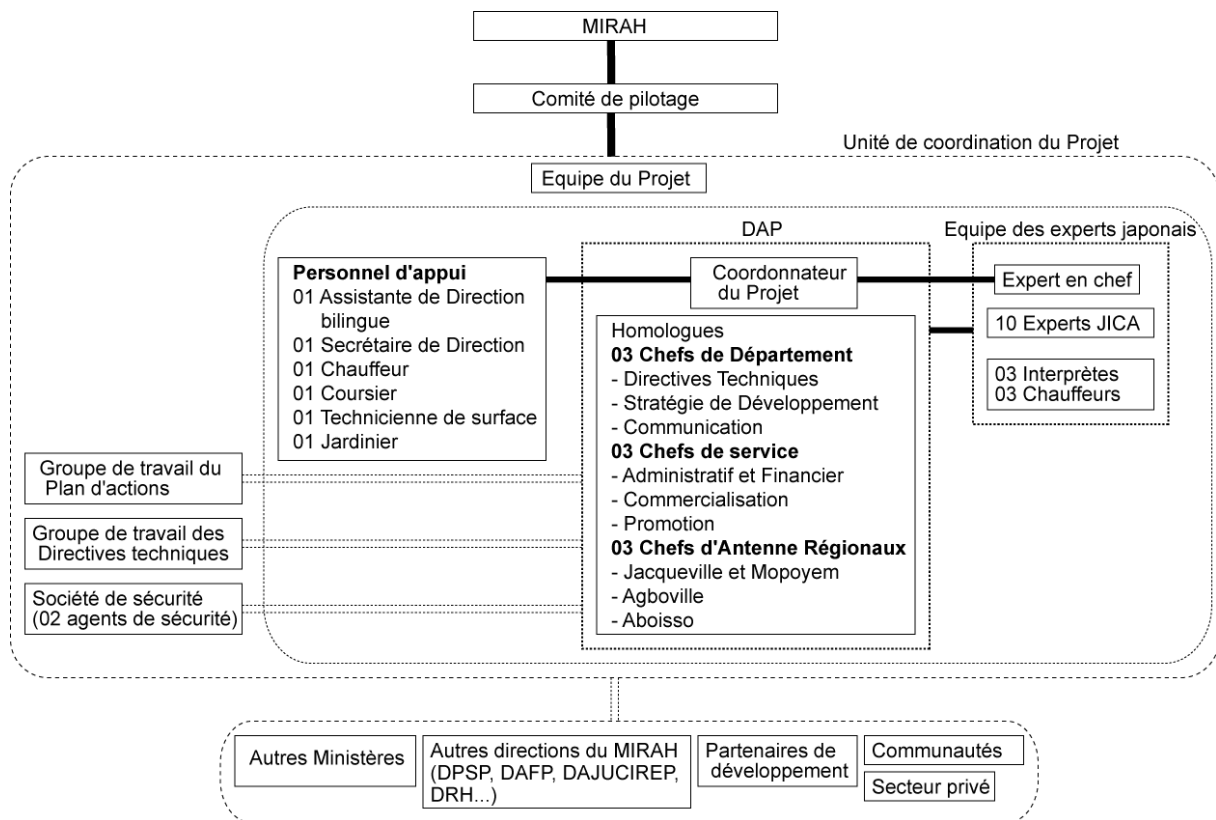 MIRAH
Comité de pilotage
Unité de coordination du Projet
Equipe du Projet
DAP
Equipe des experts japonais
Personnel d'appui
01 Assistante de Direction
bilingue
01 Secrétaire de Direction
01 Chauffeur
01 Coursier
01 Technicienne de surface
01 Jardinier
Coordonnateur
du Projet
Homologues
03 Chefs de Département
- Directives Techniques
- Stratégie de Développement
- Communication
03 Chefs de service
- Administratif et Financier
- Commercialisation
- Promotion
03 Chefs d'Antenne Régionaux
- Jacqueville et Mopoyem
- Agboville
- Aboisso
Expert en chef
10 Experts JICA
03 Interprètes
03 Chauffeurs
Groupe de travail du
Plan d'actions
Groupe de travail des
Directives techniques
Société de sécurité
(02 agents de sécurité)
Autres Ministères
Autres directions du MIRAH
(DPSP, DAFP, DAJUCIREP,
DRH...)
Partenaires de
développement
Communautés
Secteur privé